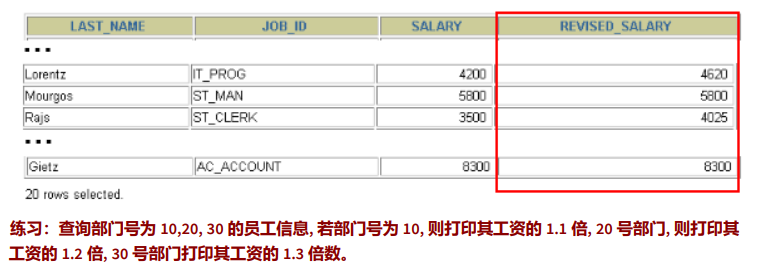 LAST_NAME JOB_ID SALARY REVISED_SALARY
...
Lorentz IT_PROG 4200 4620
Mourgos ST_MAN 5800 5800
Rajs ST_CLERK 3500 4025
...
Gietz AC_ACCOUNT 8300 8300
20 rows selected.
练习：查询部门号为 10,20, 30 的员工信息, 若部门号为 10, 则打印其工资的 1.1 倍, 20 号部门, 则打印其
工资的 1.2 倍, 30 号部门打印其工资的 1.3 倍数。